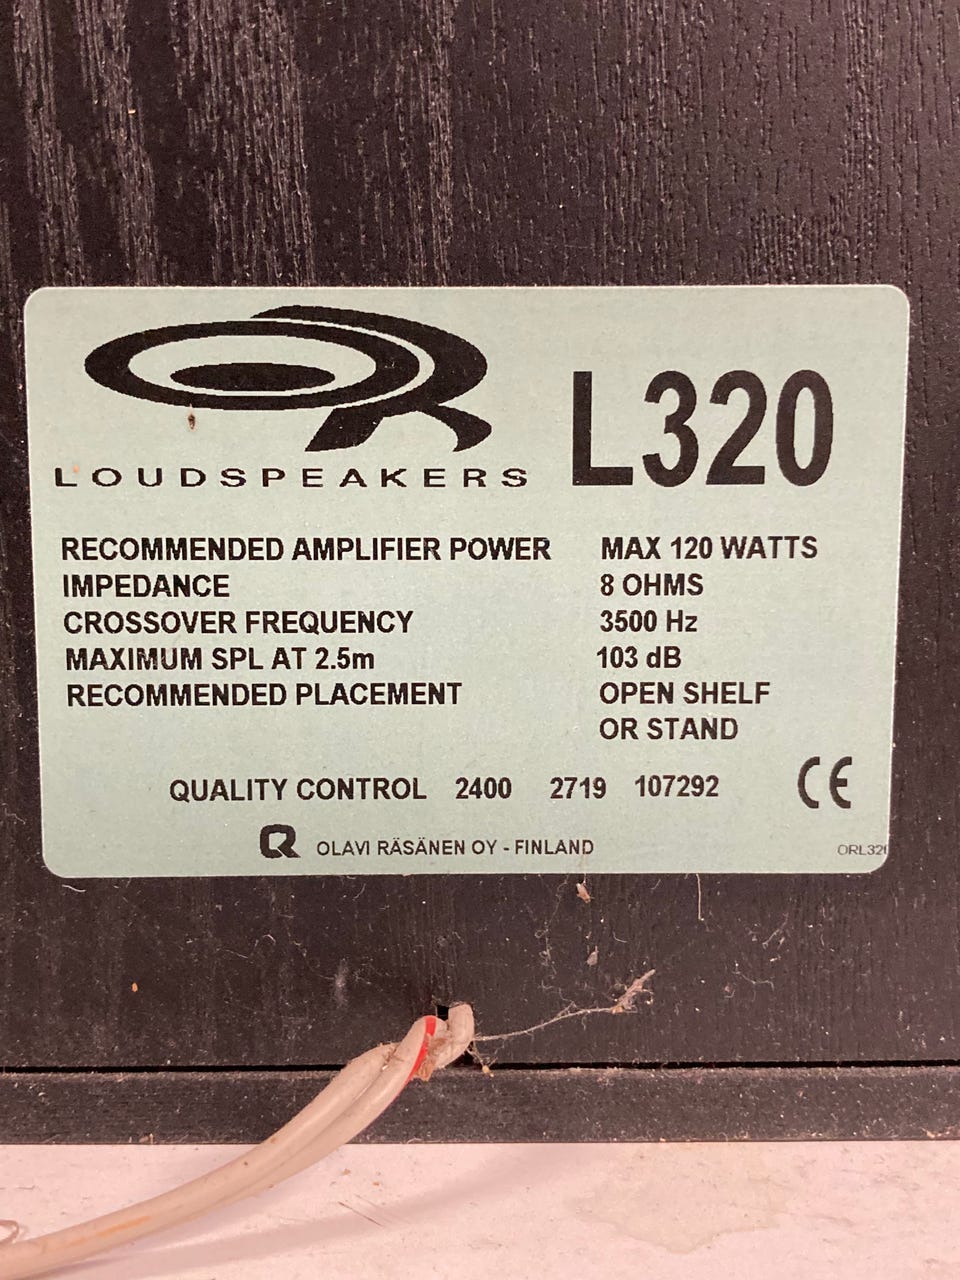 OR
LOUDSPEAKERS
L320
RECOMMENDED AMPLIFIER POWER MAX 120 WATTS
IMPEDANCE 8 OHMS
CROSSOVER FREQUENCY 3500 Hz
MAXIMUM SPL AT 2.5m 103 dB
RECOMMENDED PLACEMENT OPEN SHELF
OR STAND
QUALITY CONTROL 2400 2719 107292 CE
OLAVI RÄSÄNEN OY - FINLAND